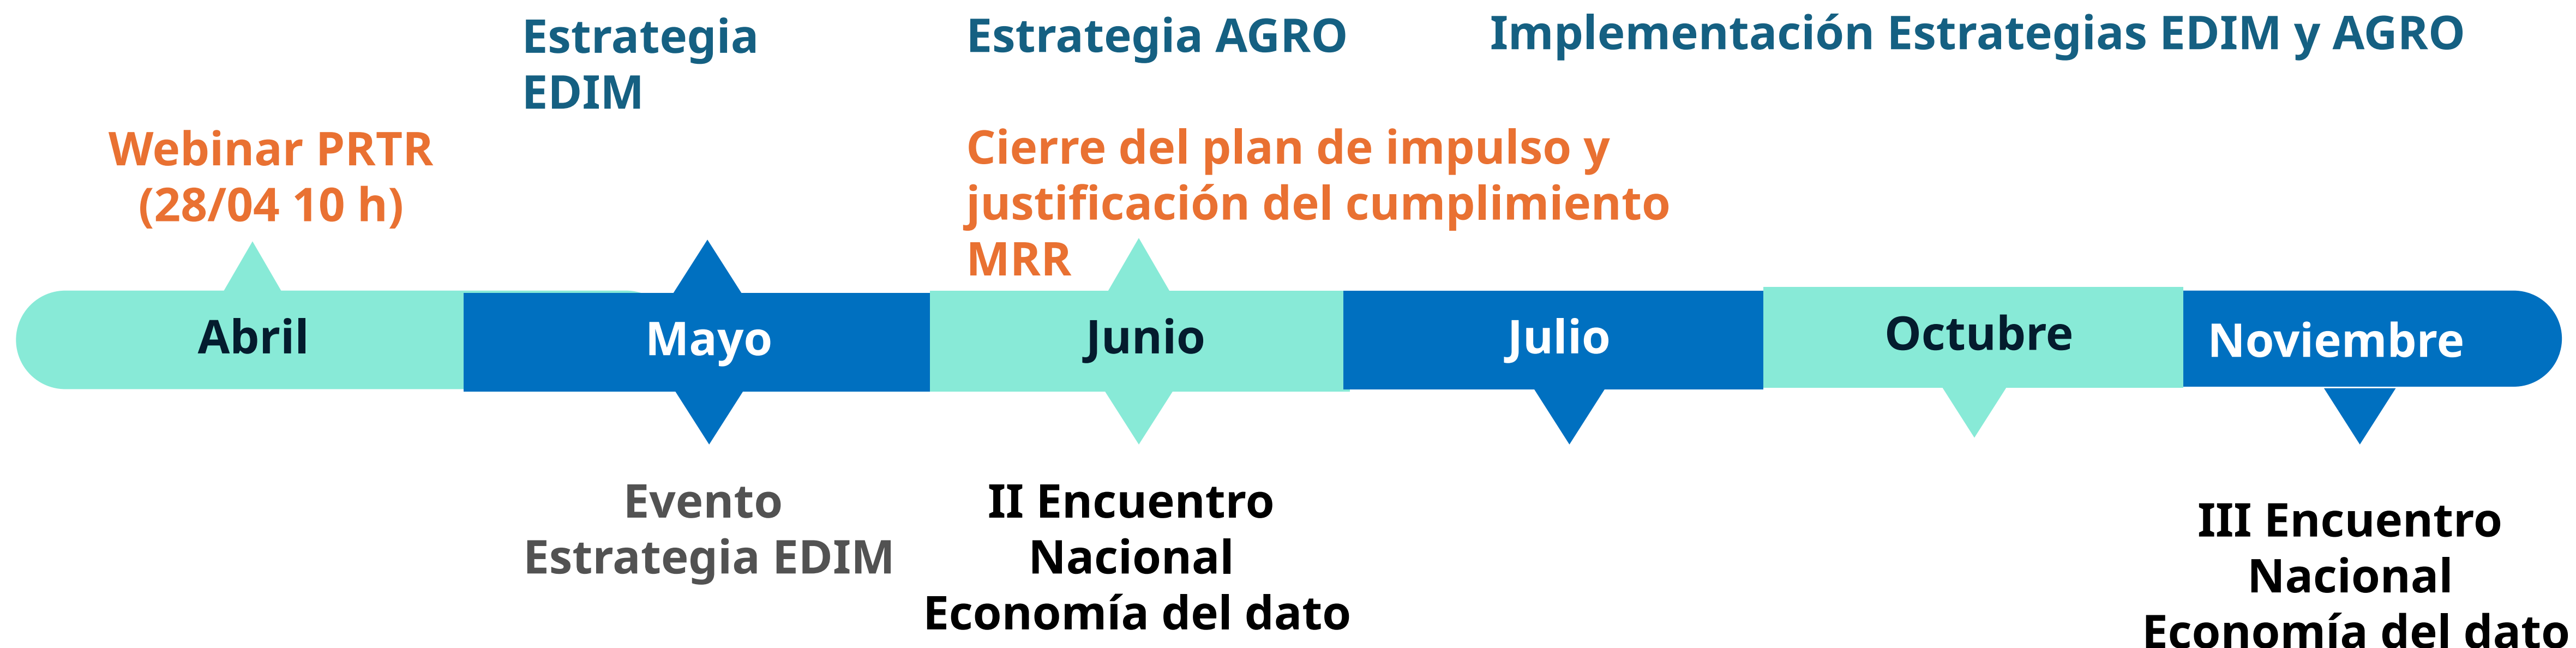 Estrategia
EDIM
Estrategia AGRO
Implementación Estrategias EDIM y AGRO
Webinar PRTR
(28/04 10 h)
Cierre del plan de impulso y
justificación del cumplimiento
MRR
Abril
Mayo
Junio
Julio
Octubre
Noviembre
Evento
Estrategia EDIM
II Encuentro
Nacional
Economía del dato
III Encuentro
Nacional
Economía del dato